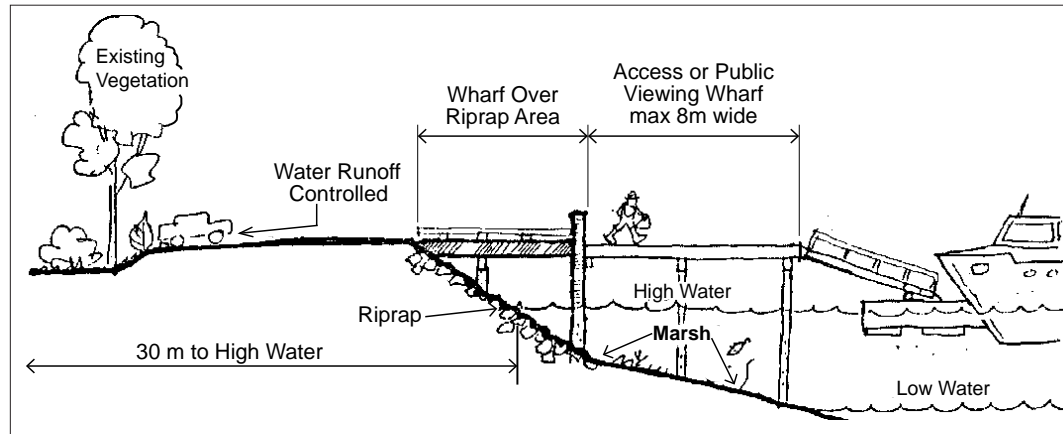 Existing
Vegetation
Wharf Over
Riprap Area
Access or Public
Viewing Wharf
max 8m wide
Water Runoff
Controlled
High Water
Riprap
Marsh
30 m to High Water
Low Water